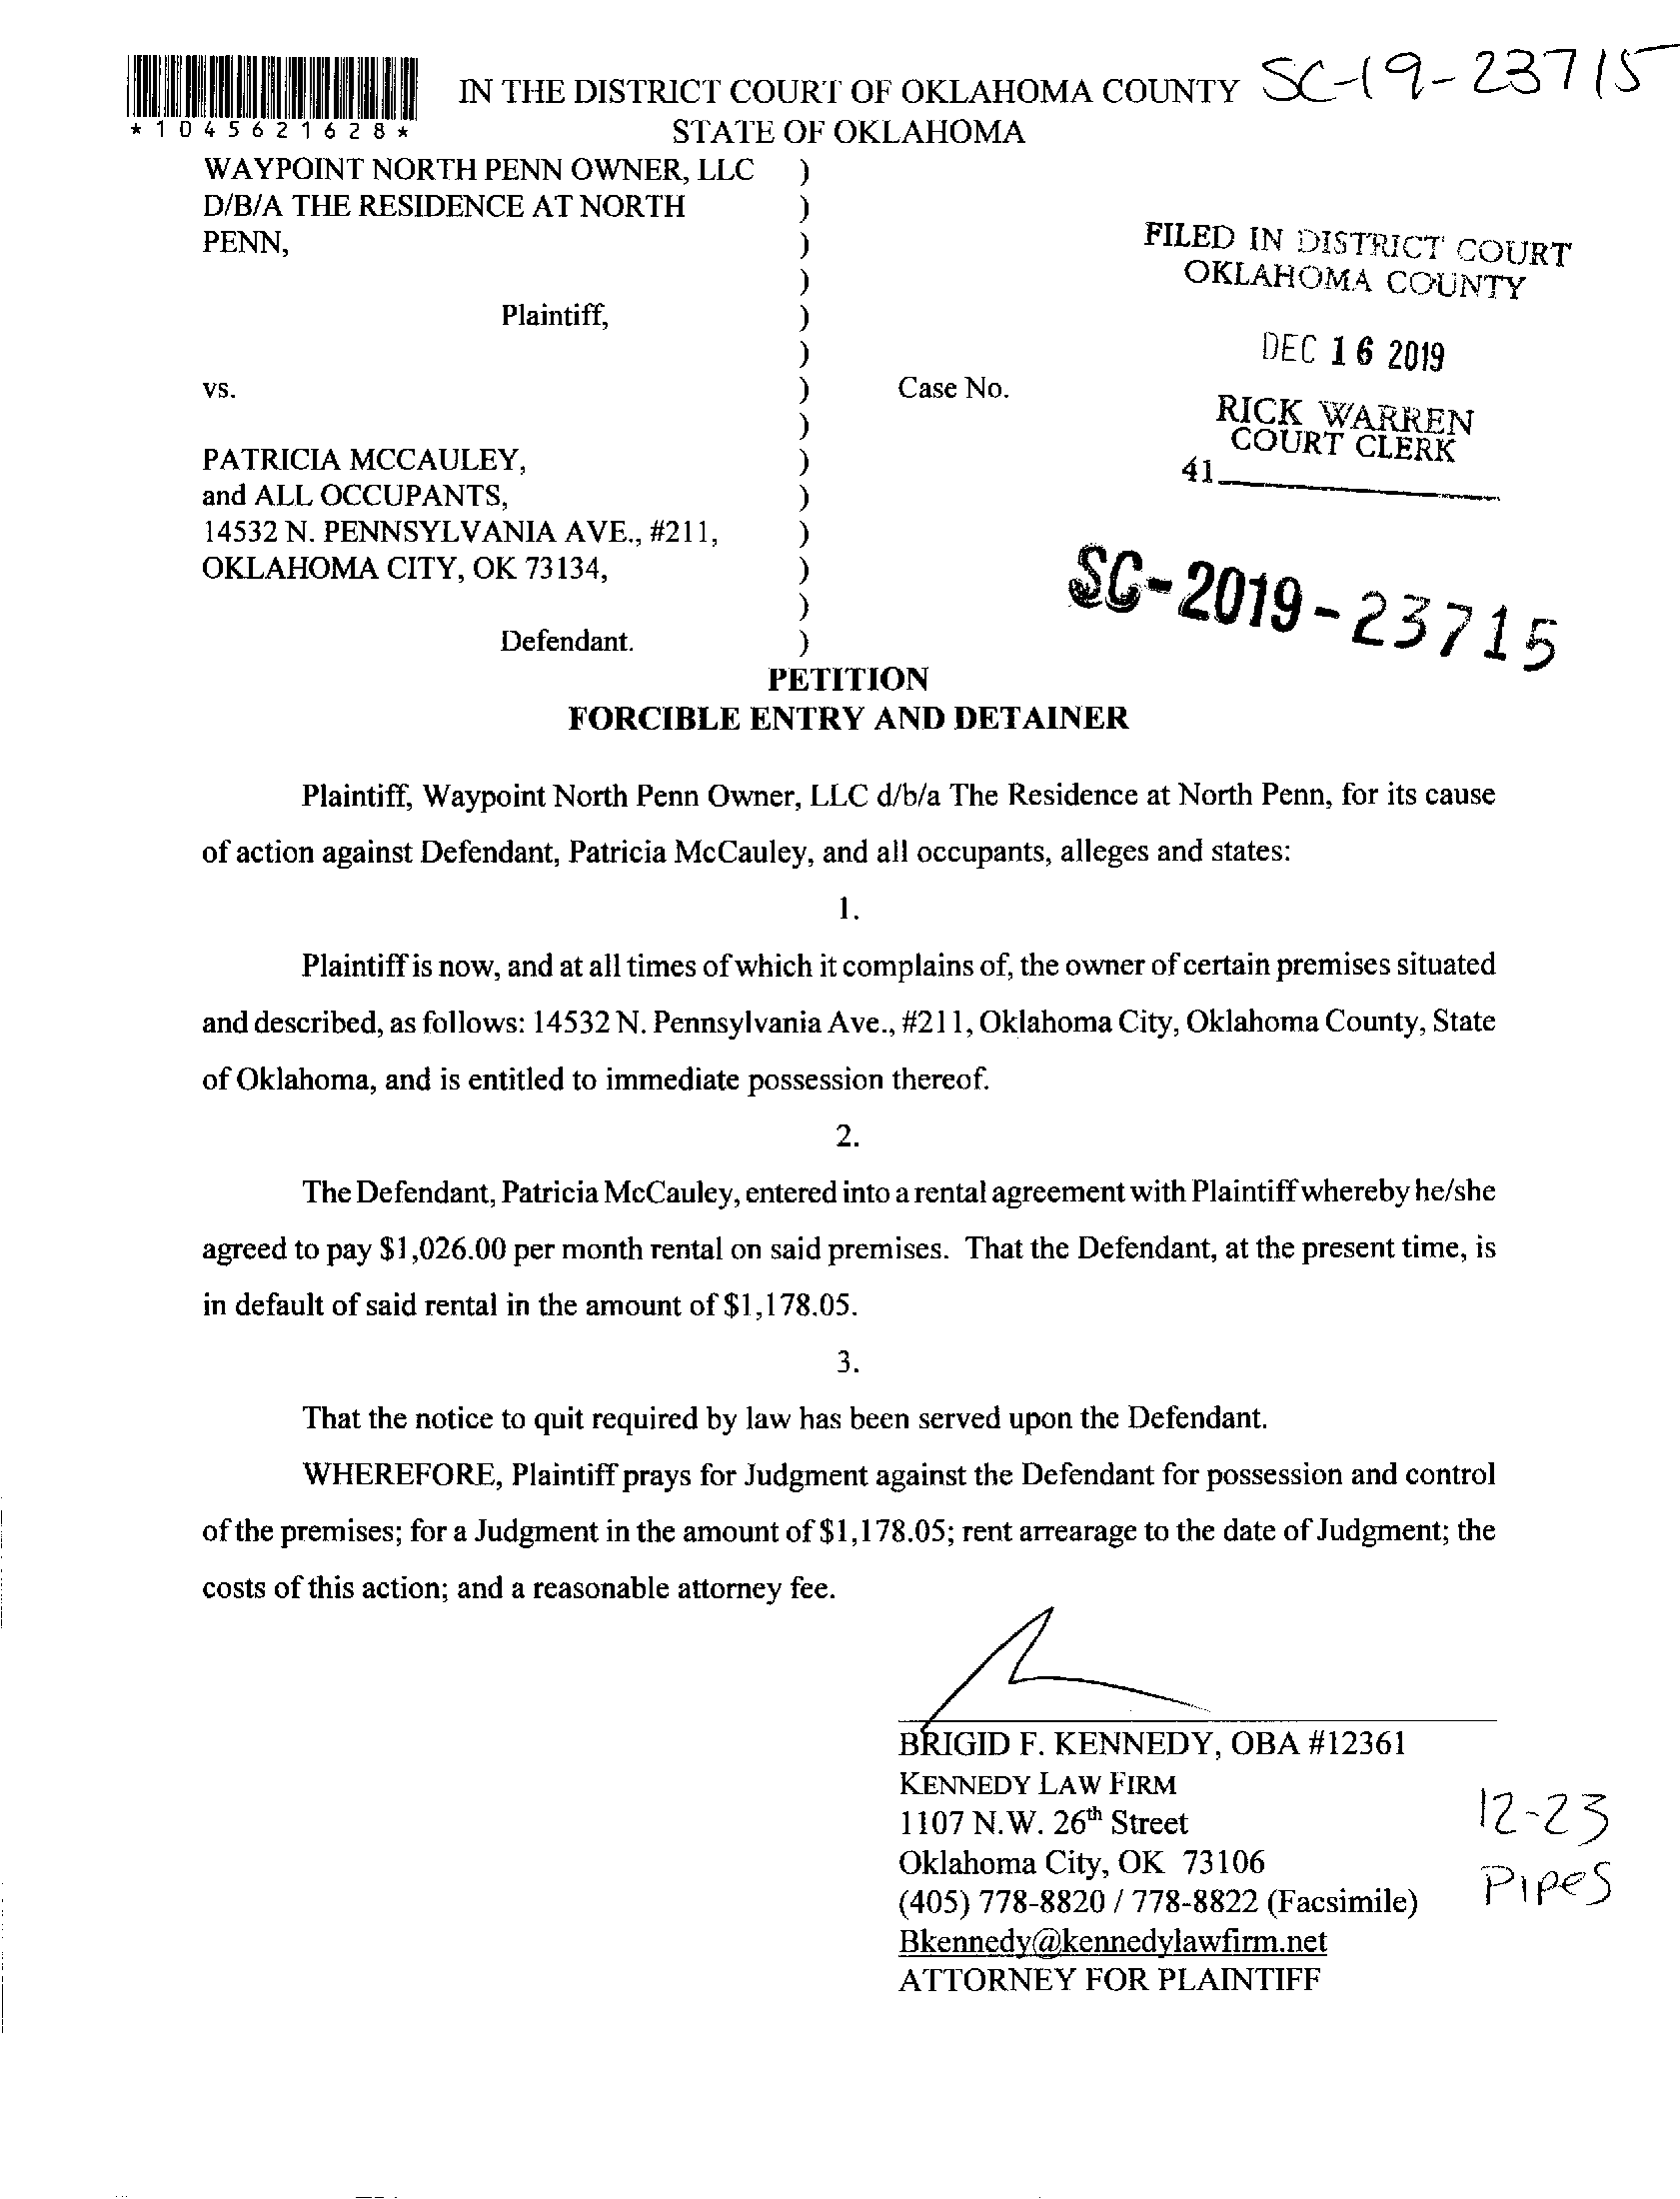 IN THE DISTRICT COURT OF OKLAHOMA COUNTY SC-19-23715
*1045621628*
STATE OF OKLAHOMA
WAYPOINT NORTH PENN OWNER, LLC )
D/B/A THE RESIDENCE AT NORTH )
PENN, )
)
Plaintiff, )
)
vs. ) Case No.
)
PATRICIA MCCAULEY, )
and ALL OCCUPANTS, )
14532 N. PENNSYLVANIA AVE., #211, )
OKLAHOMA CITY, OK 73134, )
)
Defendant. )
FILED IN DISTRICT COURT
OKLAHOMA COUNTY
DEC 16 2019
RICK WARREN
COURT CLERK
41
SC-2019-23715
PETITION
FORCIBLE ENTRY AND DETAINER
Plaintiff, Waypoint North Penn Owner, LLC d/b/a The Residence at North Penn, for its cause
of action against Defendant, Patricia McCauley, and all occupants, alleges and states:
1.
Plaintiff is now, and at all times of which it complains of, the owner of certain premises situated
and described, as follows: 14532 N. Pennsylvania Ave., #211, Oklahoma City, Oklahoma County, State
of Oklahoma, and is entitled to immediate possession thereof.
2.
The Defendant, Patricia McCauley, entered into a rental agreement with Plaintiff whereby he/she
agreed to pay $1,026.00 per month rental on said premises. That the Defendant, at the present time, is
in default of said rental in the amount of $1,178.05.
3.
That the notice to quit required by law has been served upon the Defendant.
WHEREFORE, Plaintiff prays for Judgment against the Defendant for possession and control
of the premises; for a Judgment in the amount of $1,178.05; rent arrearage to the date of Judgment; the
costs of this action; and a reasonable attorney fee.
BRIGID F. KENNEDY, OBA #12361
KENNEDY LAW FIRM
1107 N.W. 26th Street
Oklahoma City, OK 73106
(405) 778-8820 / 778-8822 (Facsimile)
Bkennedy@kennedylawfirm.net
ATTORNEY FOR PLAINTIFF
12-23
Pipes